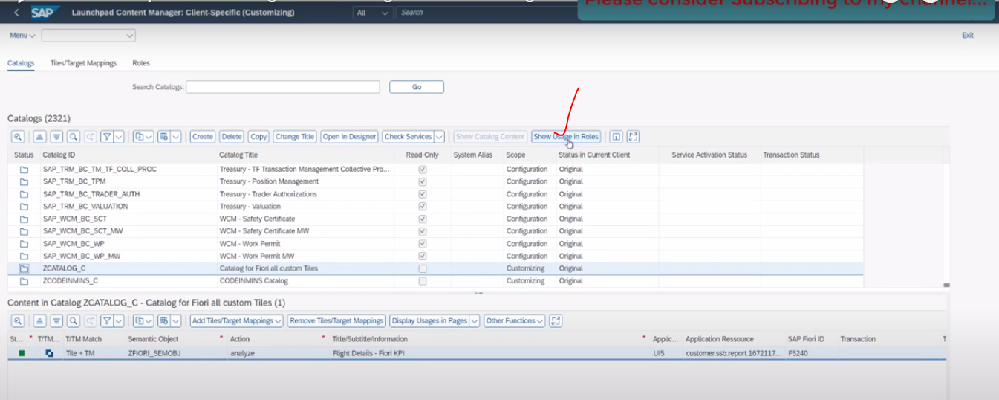 SAP Launchpad Content Manager: Client-Specific (Customizing) All Search
Please consider Subscribing to my channel...
Menu Exit
Catalogs Tiles/Target Mappings Roles
Search Catalogs: Go
Catalogs (2321)
Create Delete Copy Change Title Open in Designer Check Services Show Catalog Content Show Usage in Roles
Status Catalog ID Catalog Title Read-Only System Alias Scope Status in Current Client Service Activation Status Transaction Status
SAP_TRM_BC_TM_TF_COLL_PROC Treasury - TF Transaction Management Collective Pro... Configuration Original
SAP_TRM_BC_TPM Treasury - Position Management Configuration Original
SAP_TRM_BC_TRADER_AUTH Treasury - Trader Authorizations Configuration Original
SAP_TRM_BC_VALUATION Treasury - Valuation Configuration Original
SAP_WCM_BC_SCT WCM - Safety Certificate Configuration Original
SAP_WCM_BC_SCT_MW WCM - Safety Certificate MW Configuration Original
SAP_WCM_BC_WP WCM - Work Permit Configuration Original
SAP_WCM_BC_WP_MW WCM - Work Permit MW Configuration Original
ZCATALOG_C Catalog for Fiori all custom Tiles Customizing Original
ZCODEINMINS_C CODEINMINS Catalog Customizing Original
Content in Catalog ZCATALOG_C - Catalog for Fiori all custom Tiles (1)
Add Tiles/Target Mappings Remove Tiles/Target Mappings Display Usages in Pages Other Functions
St... * T/TM... T/TM Match Semantic Object * Action * Title/Subtitle/Information * Applic... Application Ressource SAP Fiori ID Transaction T
Tile + TM ZFIORI_SEMOBJ analyze Flight Details - Fiori KPI UI5 customer.ssb.report.1672117... F5240